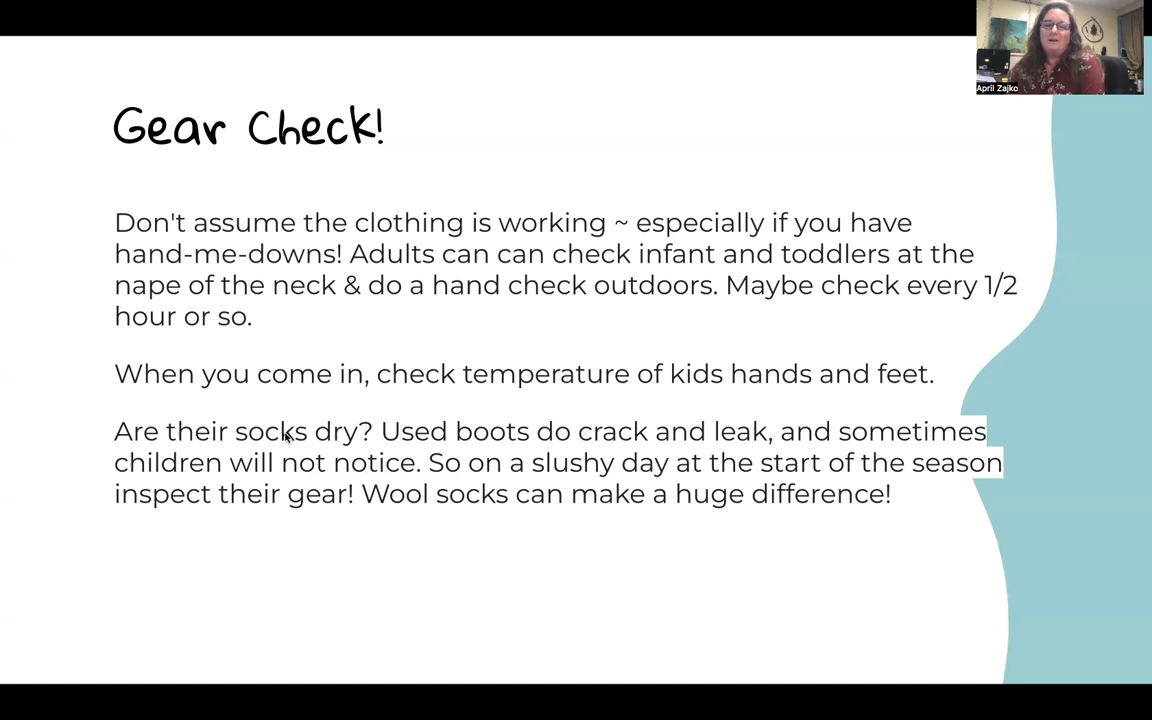 April Zajko
Gear Check!
Don't assume the clothing is working ~ especially if you have
hand-me-downs! Adults can can check infant and toddlers at the
nape of the neck & do a hand check outdoors. Maybe check every 1/2
hour or so.
When you come in, check temperature of kids hands and feet.
Are their socks dry? Used boots do crack and leak, and sometimes
children will not notice. So on a slushy day at the start of the season
inspect their gear! Wool socks can make a huge difference!